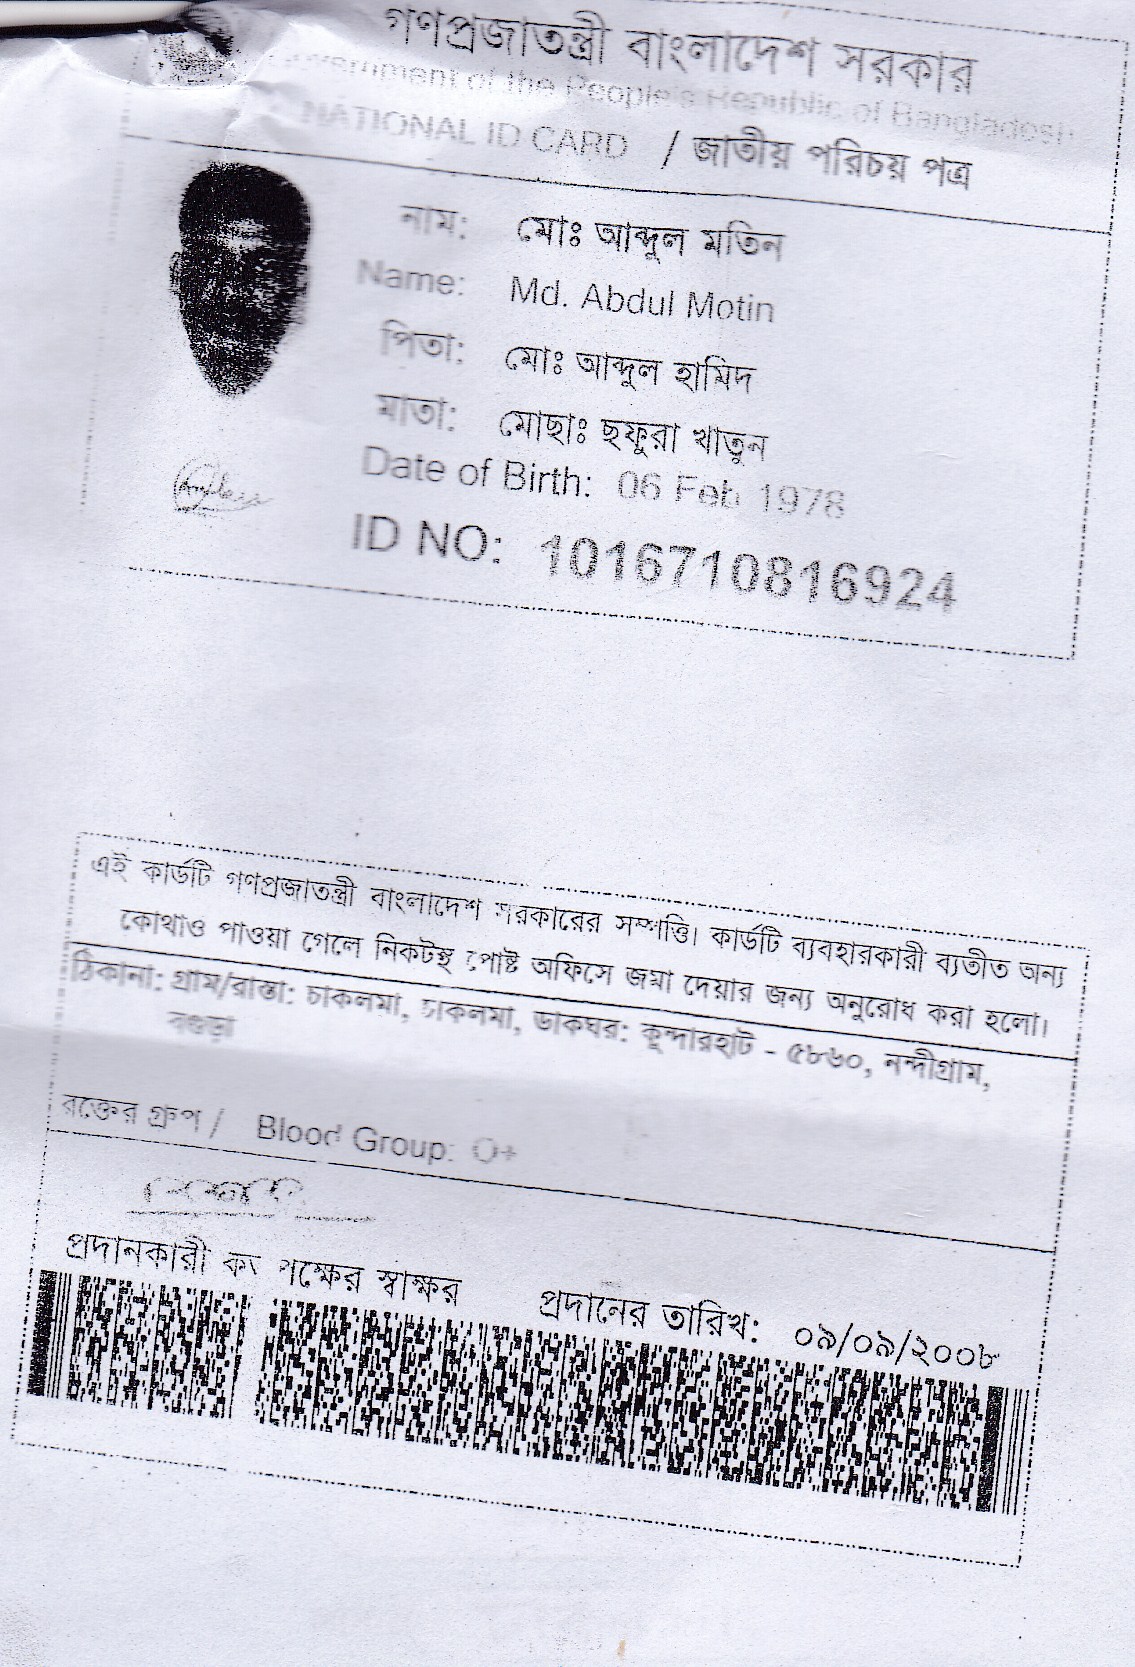 গণপ্রজাতন্ত্রী বাংলাদেশ সরকার
Government of the People's Republic of Bangladesh
NATIONAL ID CARD / জাতীয় পরিচয় পত্র
নাম: মোঃ আব্দুল মতিন
Name: Md. Abdul Motin
পিতা: মোঃ আব্দুল হামিদ
মাতা: মোছাঃ ছফুরা খাতুন
Date of Birth: 06 Feb 1978
ID NO: 1016710816924
এই কার্ডটি গণপ্রজাতন্ত্রী বাংলাদেশ সরকারের সম্পত্তি। কার্ডটি ব্যবহারকারী ব্যতীত অন্য
কোথাও পাওয়া গেলে নিকটস্থ পোষ্ট অফিসে জমা দেয়ার জন্য অনুরোধ করা হলো।
ঠিকানা: গ্রাম/রাস্তা: চাকলমা, চাকলমা, ডাকঘর: কুন্দারহাট - ৫৮৬০, নন্দীগ্রাম,
বগুড়া
রক্তের গ্রুপ / Blood Group: O+
প্রদানকারী কর্তৃপক্ষের স্বাক্ষর প্রদানের তারিখ: ০৯/০৯/২০০৮